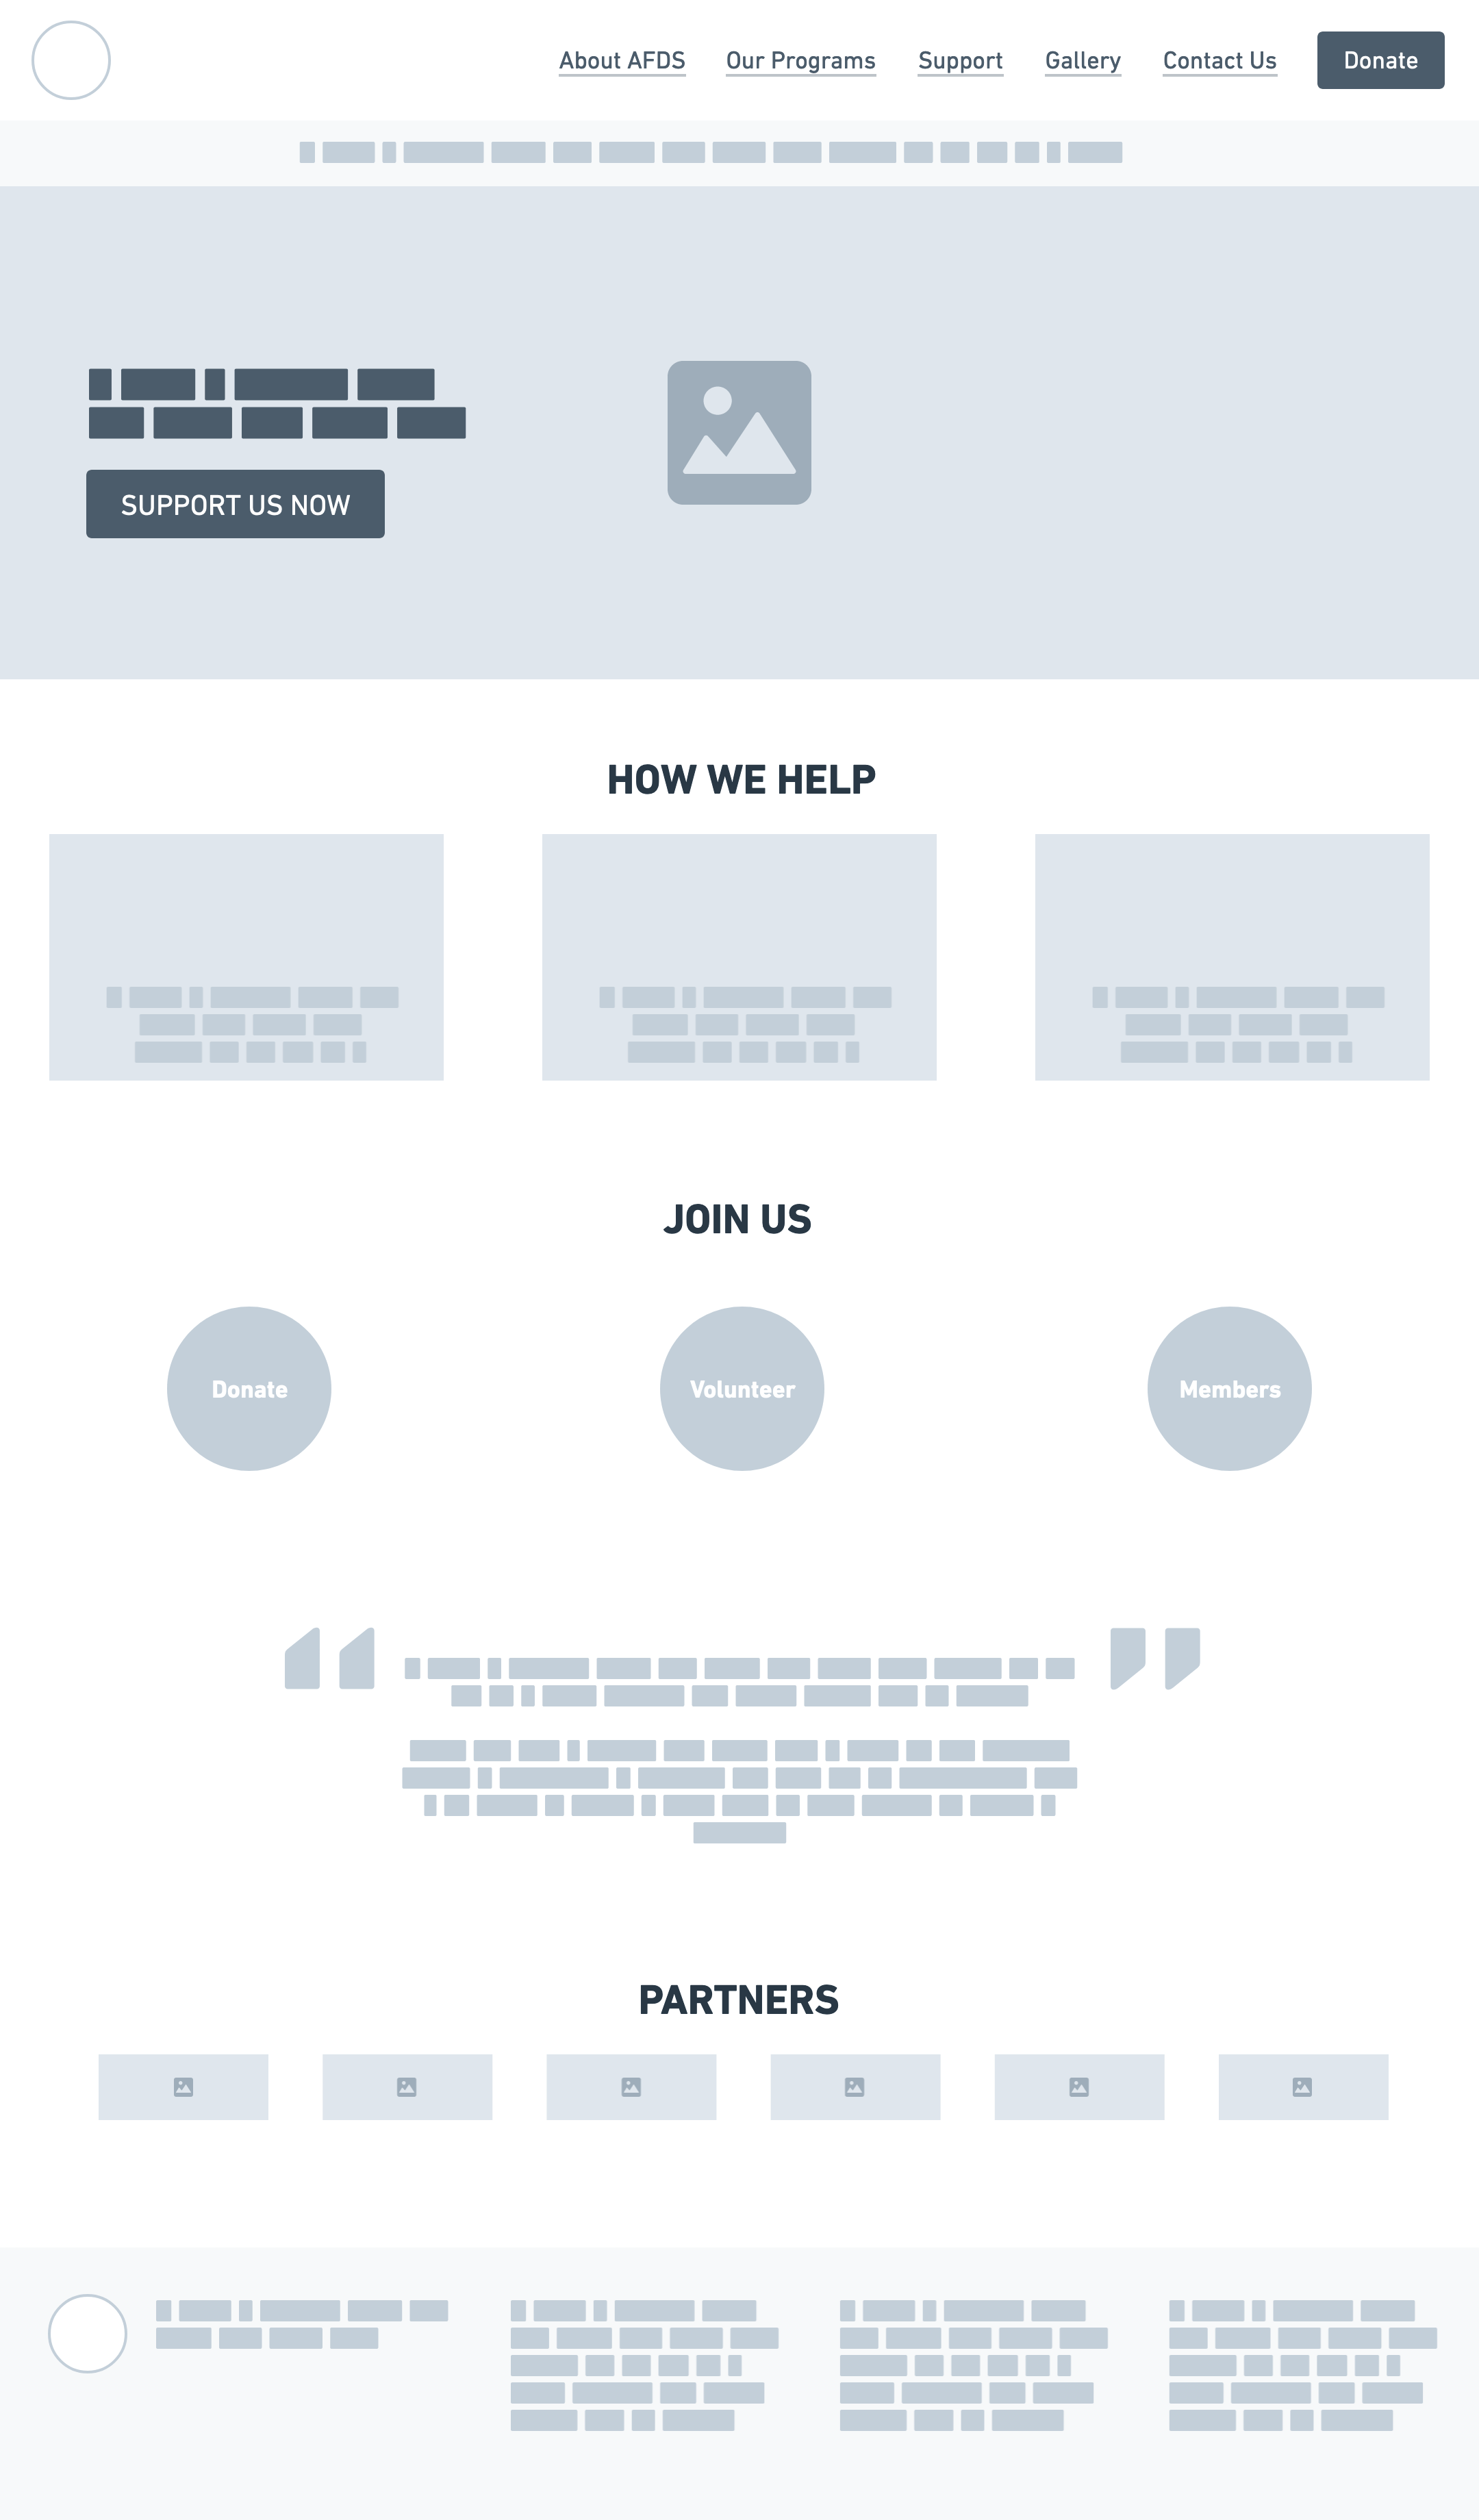 About AFDS Our Programs Support Gallery Contact Us Donate
SUPPORT US NOW
HOW WE HELP
JOIN US
Donate Volunteer Members
PARTNERS